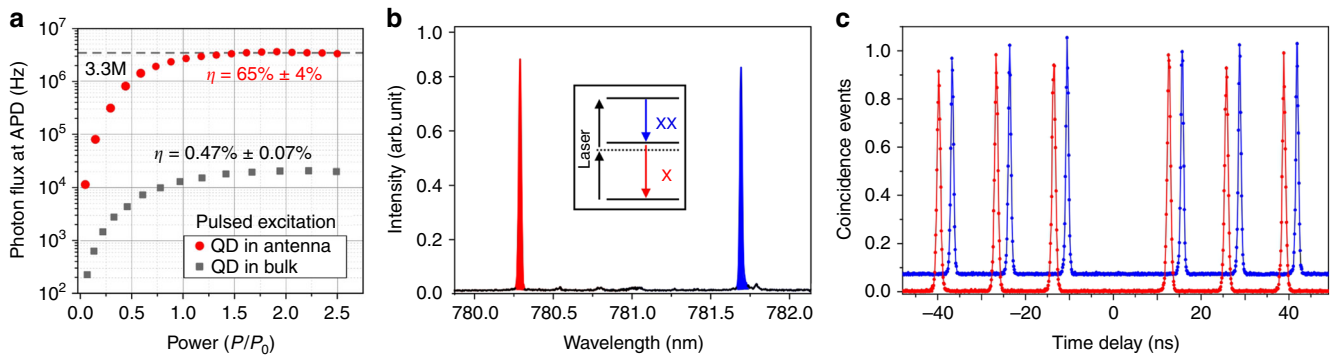 a
Photon flux at APD (Hz)
10^7
10^6
10^5
10^4
10^3
10^2
3.3M
η = 65% ± 4%
η = 0.47% ± 0.07%
Pulsed excitation
QD in antenna
QD in bulk
0.0 0.5 1.0 1.5 2.0 2.5
Power (P/P_0)
b
Intensity (arb.unit)
1.0
0.8
0.6
0.4
0.2
0.0
Laser
XX
X
780.0 780.5 781.0 781.5 782.0
Wavelength (nm)
c
Coincidence events
1.0
0.8
0.6
0.4
0.2
0.0
−40 −20 0 20 40
Time delay (ns)